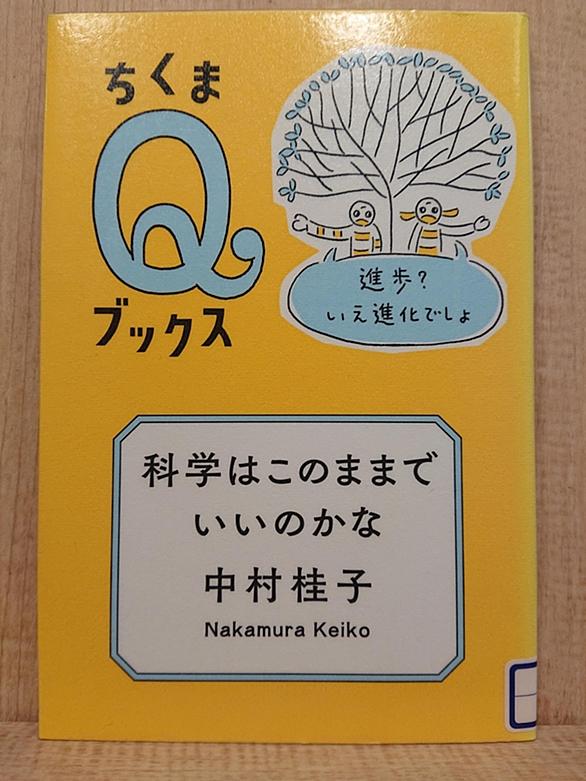 ちくま
Q
ブックス
進歩?
いえ進化でしょ
科学はこのままで
いいのかな
中村桂子
Nakamura Keiko